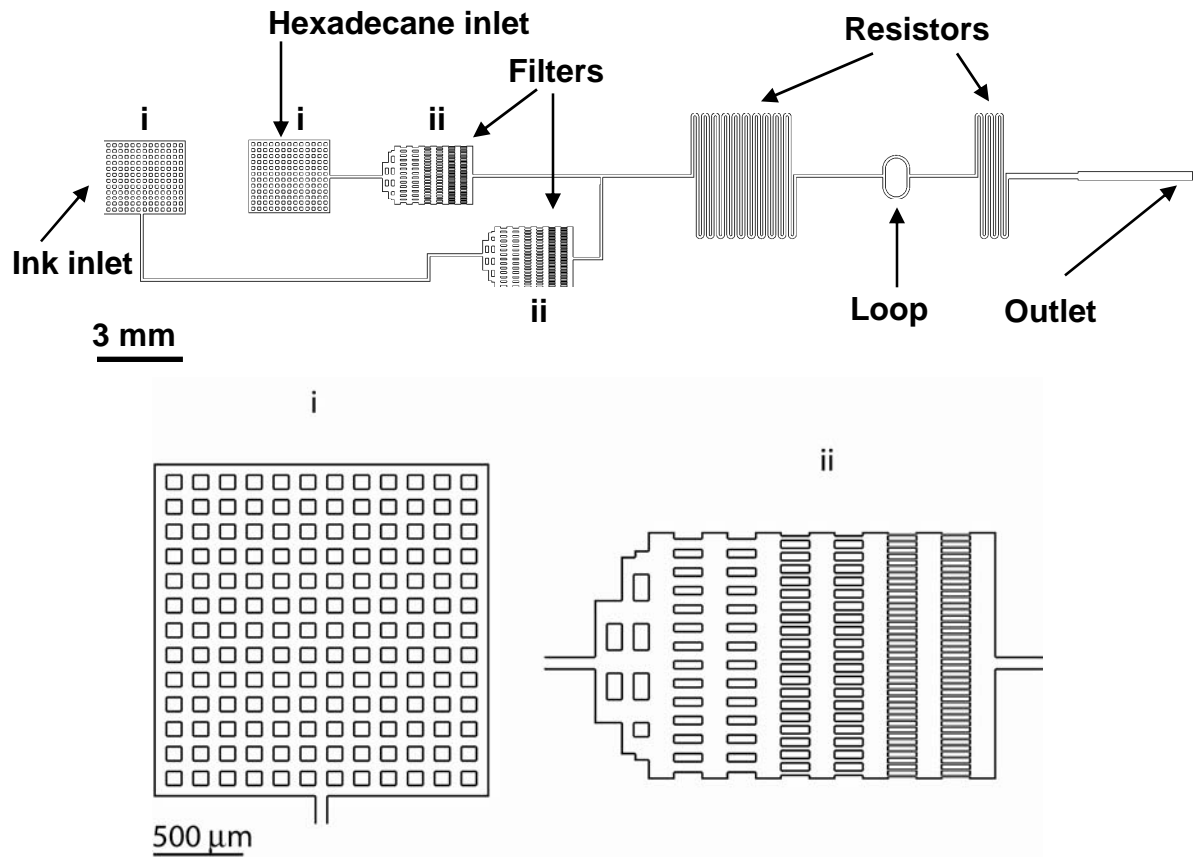 Hexadecane inlet
Resistors
Filters
i
i
ii
Ink inlet
ii
Loop
Outlet
3 mm
i
ii
500 μm